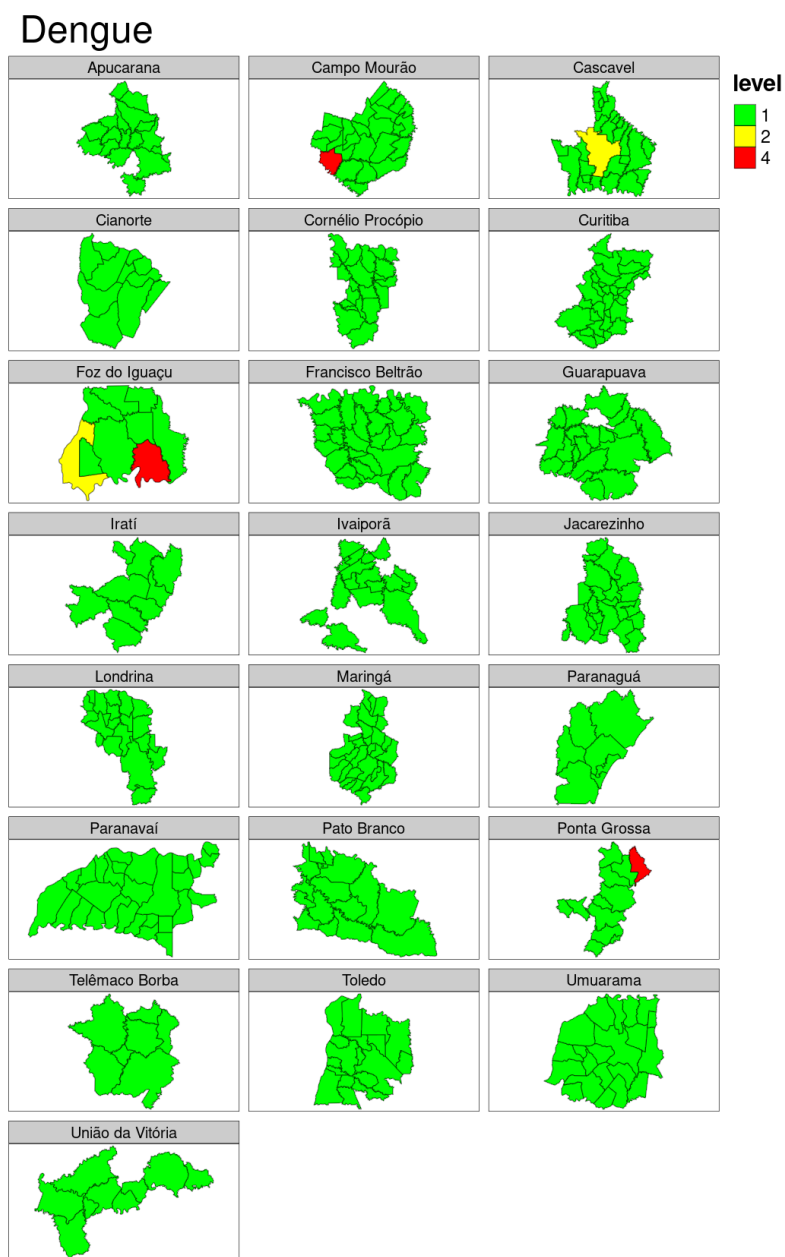 Dengue
Apucarana
Campo Mourão
Cascavel
level
1
2
4
Cianorte
Cornélio Procópio
Curitiba
Foz do Iguaçu
Francisco Beltrão
Guarapuava
Iratí
Ivaiporã
Jacarezinho
Londrina
Maringá
Paranaguá
Paranavaí
Pato Branco
Ponta Grossa
Telêmaco Borba
Toledo
Umuarama
União da Vitória